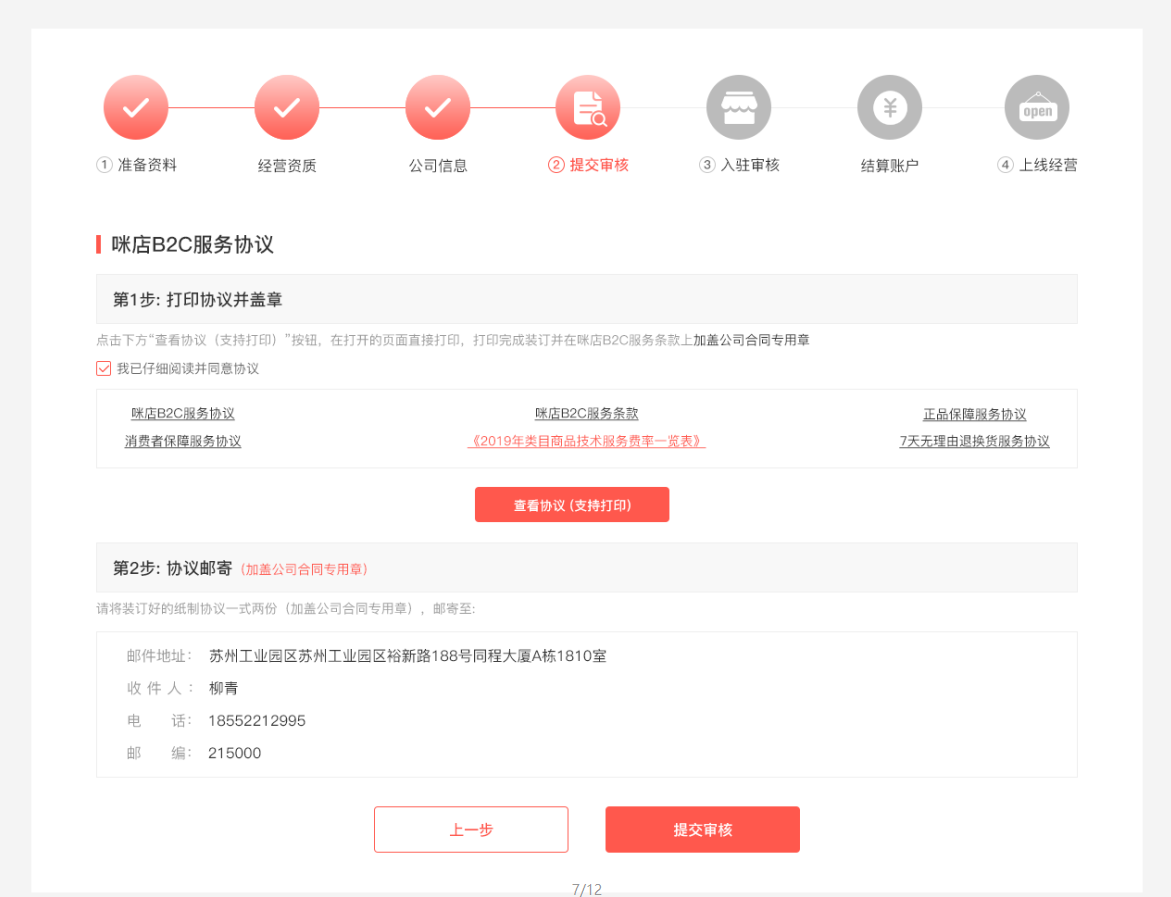 open
① 准备资料 经营资质 公司信息 ② 提交审核 ③ 入驻审核 结算账户 ④ 上线经营
咪店B2C服务协议
第1步: 打印协议并盖章
点击下方“查看协议（支持打印）”按钮，在打开的页面直接打印，打印完成装订并在咪店B2C服务条款上加盖公司合同专用章
我已仔细阅读并同意协议
咪店B2C服务协议 咪店B2C服务条款 正品保障服务协议
消费者保障服务协议 《2019年类目商品技术服务费率一览表》 7天无理由退换货服务协议
查看协议 (支持打印)
第2步: 协议邮寄（加盖公司合同专用章）
请将装订好的纸制协议一式两份（加盖公司合同专用章），邮寄至:
邮件地址： 苏州工业园区苏州工业园区裕新路188号同程大厦A栋1810室
收 件 人 ： 柳青
电 话： 18552212995
邮 编： 215000
上一步 提交审核
7/12